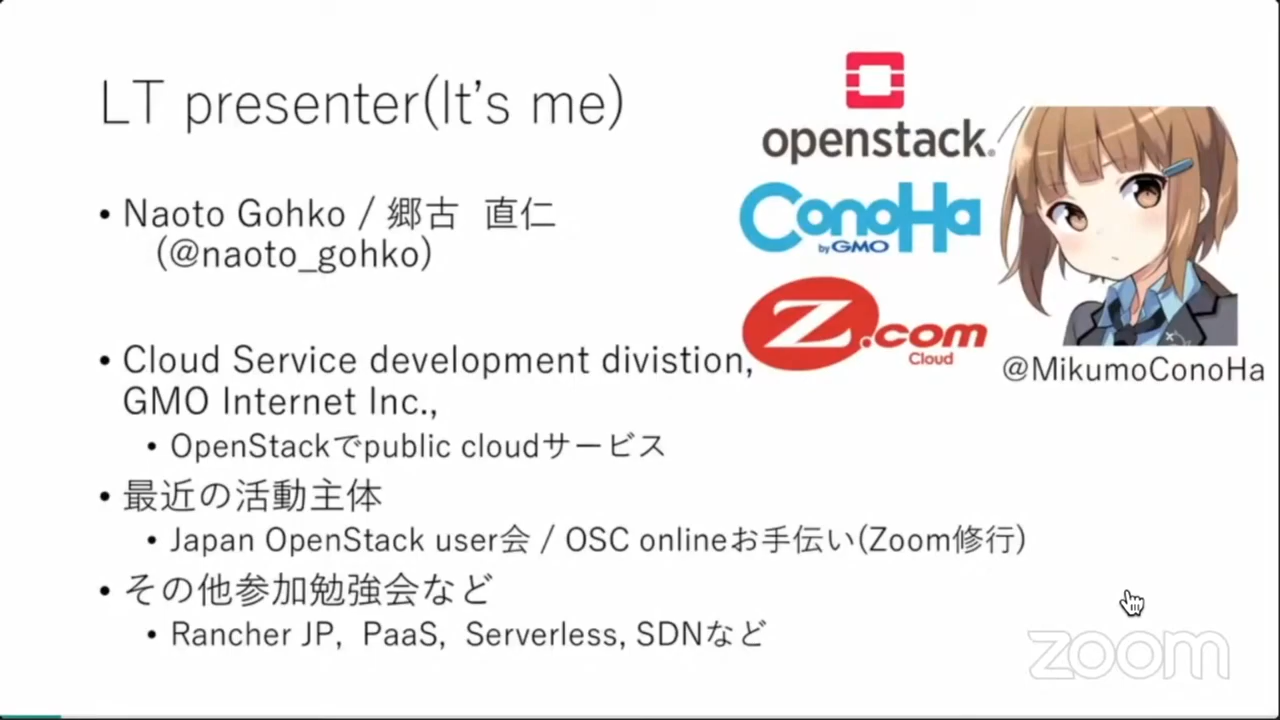 LT presenter(It's me)
• Naoto Gohko / 郷古 直仁
(@naoto_gohko)
• Cloud Service development divistion,
GMO Internet Inc.,
• OpenStackでpublic cloudサービス
• 最近の活動主体
• Japan OpenStack user会 / OSC onlineお手伝い(Zoom修行)
• その他参加勉強会など
• Rancher JP, PaaS, Serverless, SDNなど
openstack®
ConoHa
by GMO
Z.com
Cloud
@MikumoConoHa
zoom